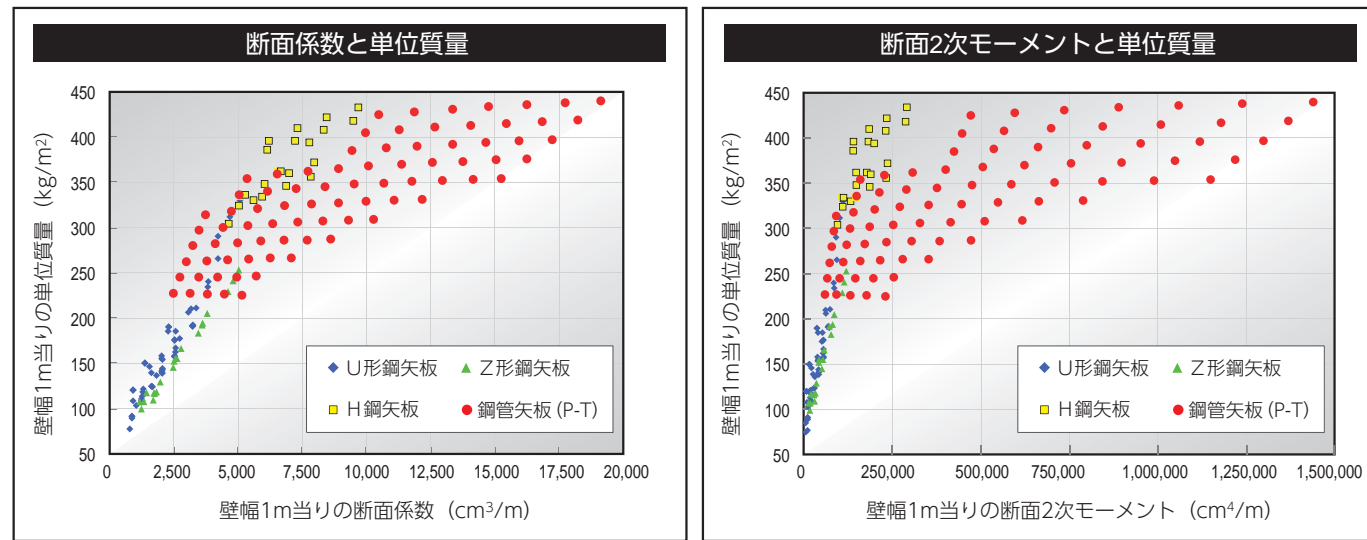 断面係数と単位質量
壁幅1m当りの単位質量 (kg/m²)
450
400
350
300
250
200
150
100
50
U形鋼矢板
Z形鋼矢板
H鋼矢板
鋼管矢板 (P-T)
0 2,500 5,000 7,500 10,000 12,500 15,000 17,500 20,000
壁幅1m当りの断面係数 (cm³/m)
断面2次モーメントと単位質量
壁幅1m当りの単位質量 (kg/m²)
450
400
350
300
250
200
150
100
50
U形鋼矢板
Z形鋼矢板
H鋼矢板
鋼管矢板 (P-T)
0 250,000 500,000 750,000 1,000,000 1,250,000 1,500,000
壁幅1m当りの断面2次モーメント (cm⁴/m)